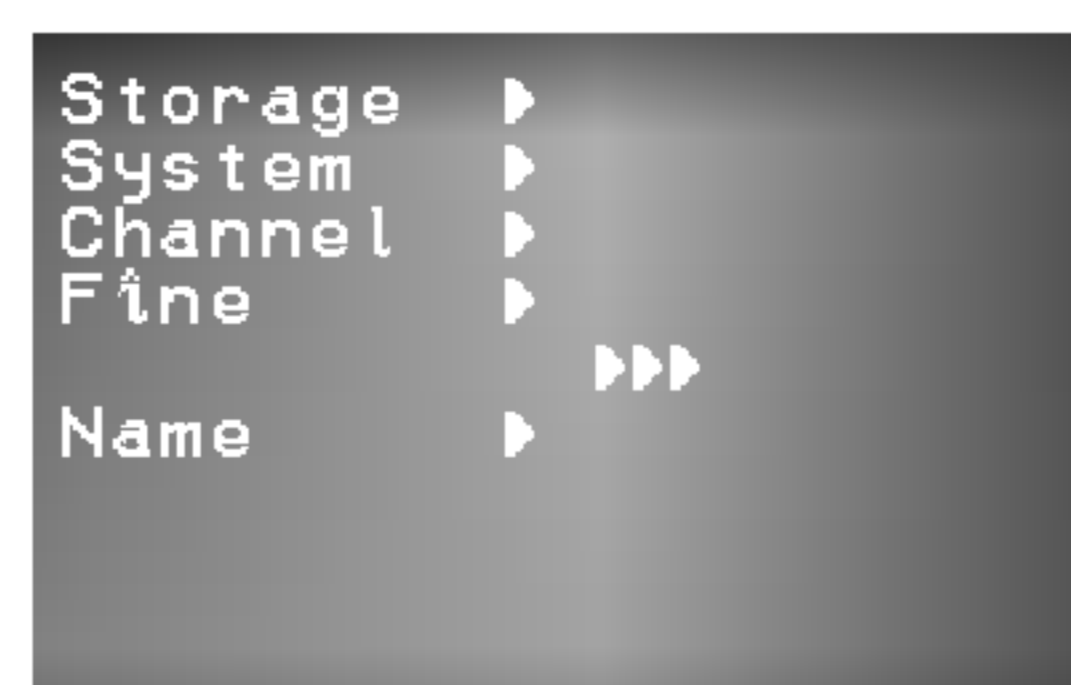 Storage ▶
System ▶
Channel ▶
Fîne ▶
▶▶▶
Name ▶